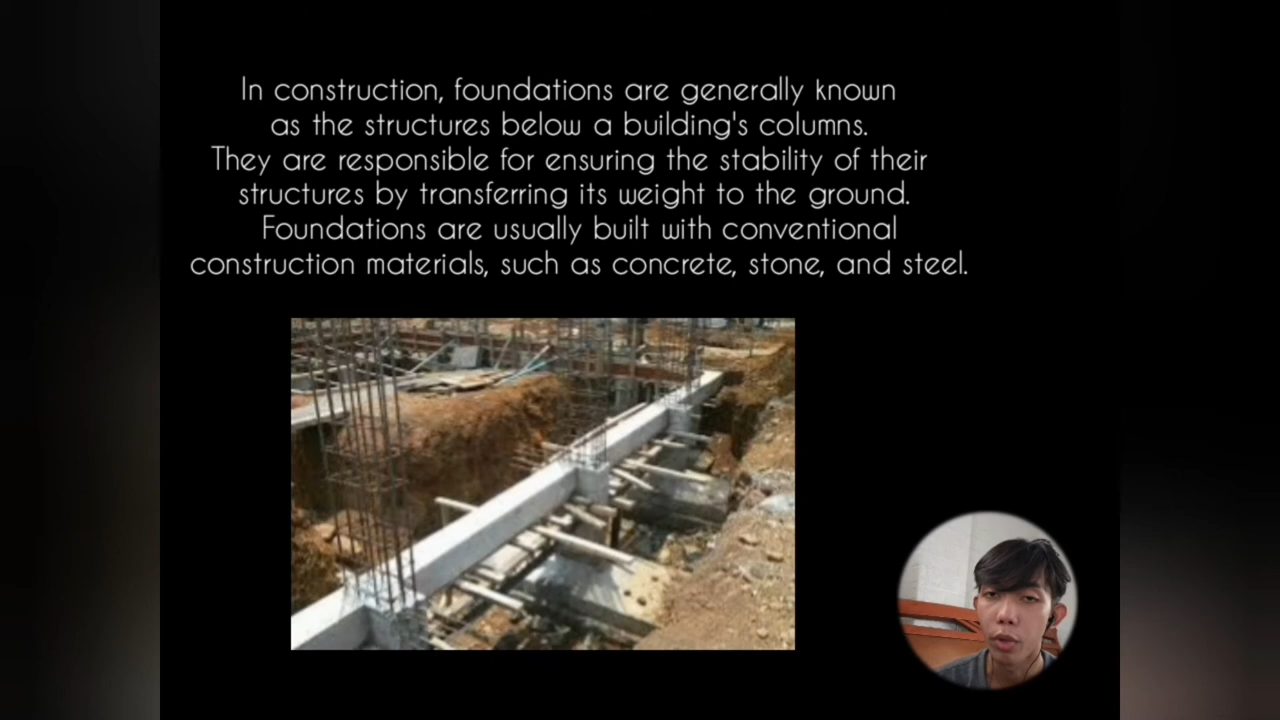 In construction, foundations are generally known
as the structures below a building's columns.
They are responsible for ensuring the stability of their
structures by transferring its weight to the ground.
Foundations are usually built with conventional
construction materials, such as concrete, stone, and steel.